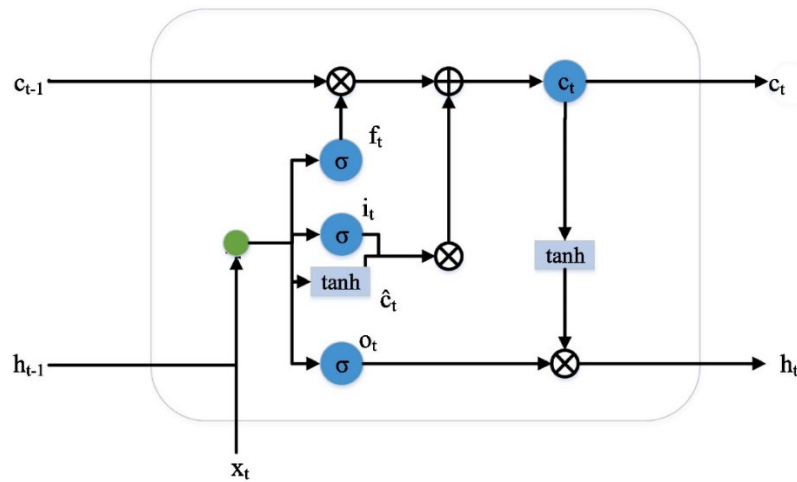 c_{t-1} c_t c_t
f_t
σ
i_t
σ
tanh tanh
ĉ_t
o_t
h_{t-1} σ h_t
x_t